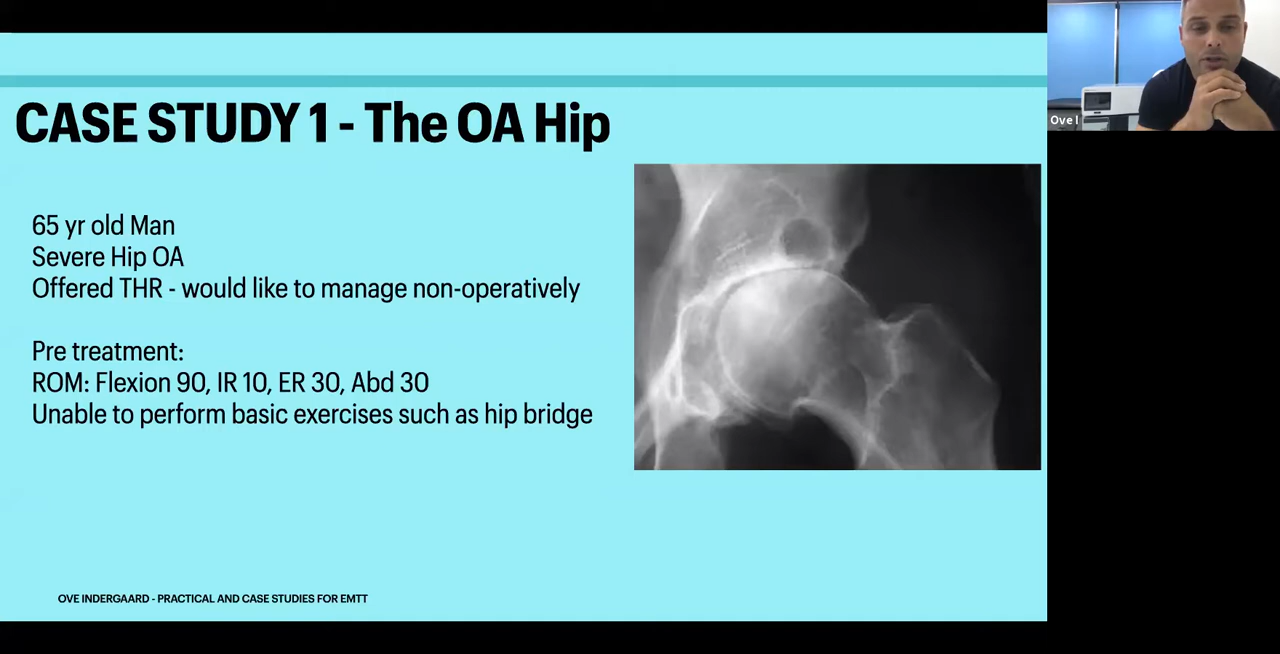 CASE STUDY 1 - The OA Hip
65 yr old Man
Severe Hip OA
Offered THR - would like to manage non-operatively
Pre treatment:
ROM: Flexion 90, IR 10, ER 30, Abd 30
Unable to perform basic exercises such as hip bridge
OVE INDERGAARD - PRACTICAL AND CASE STUDIES FOR EMTT
Ove I